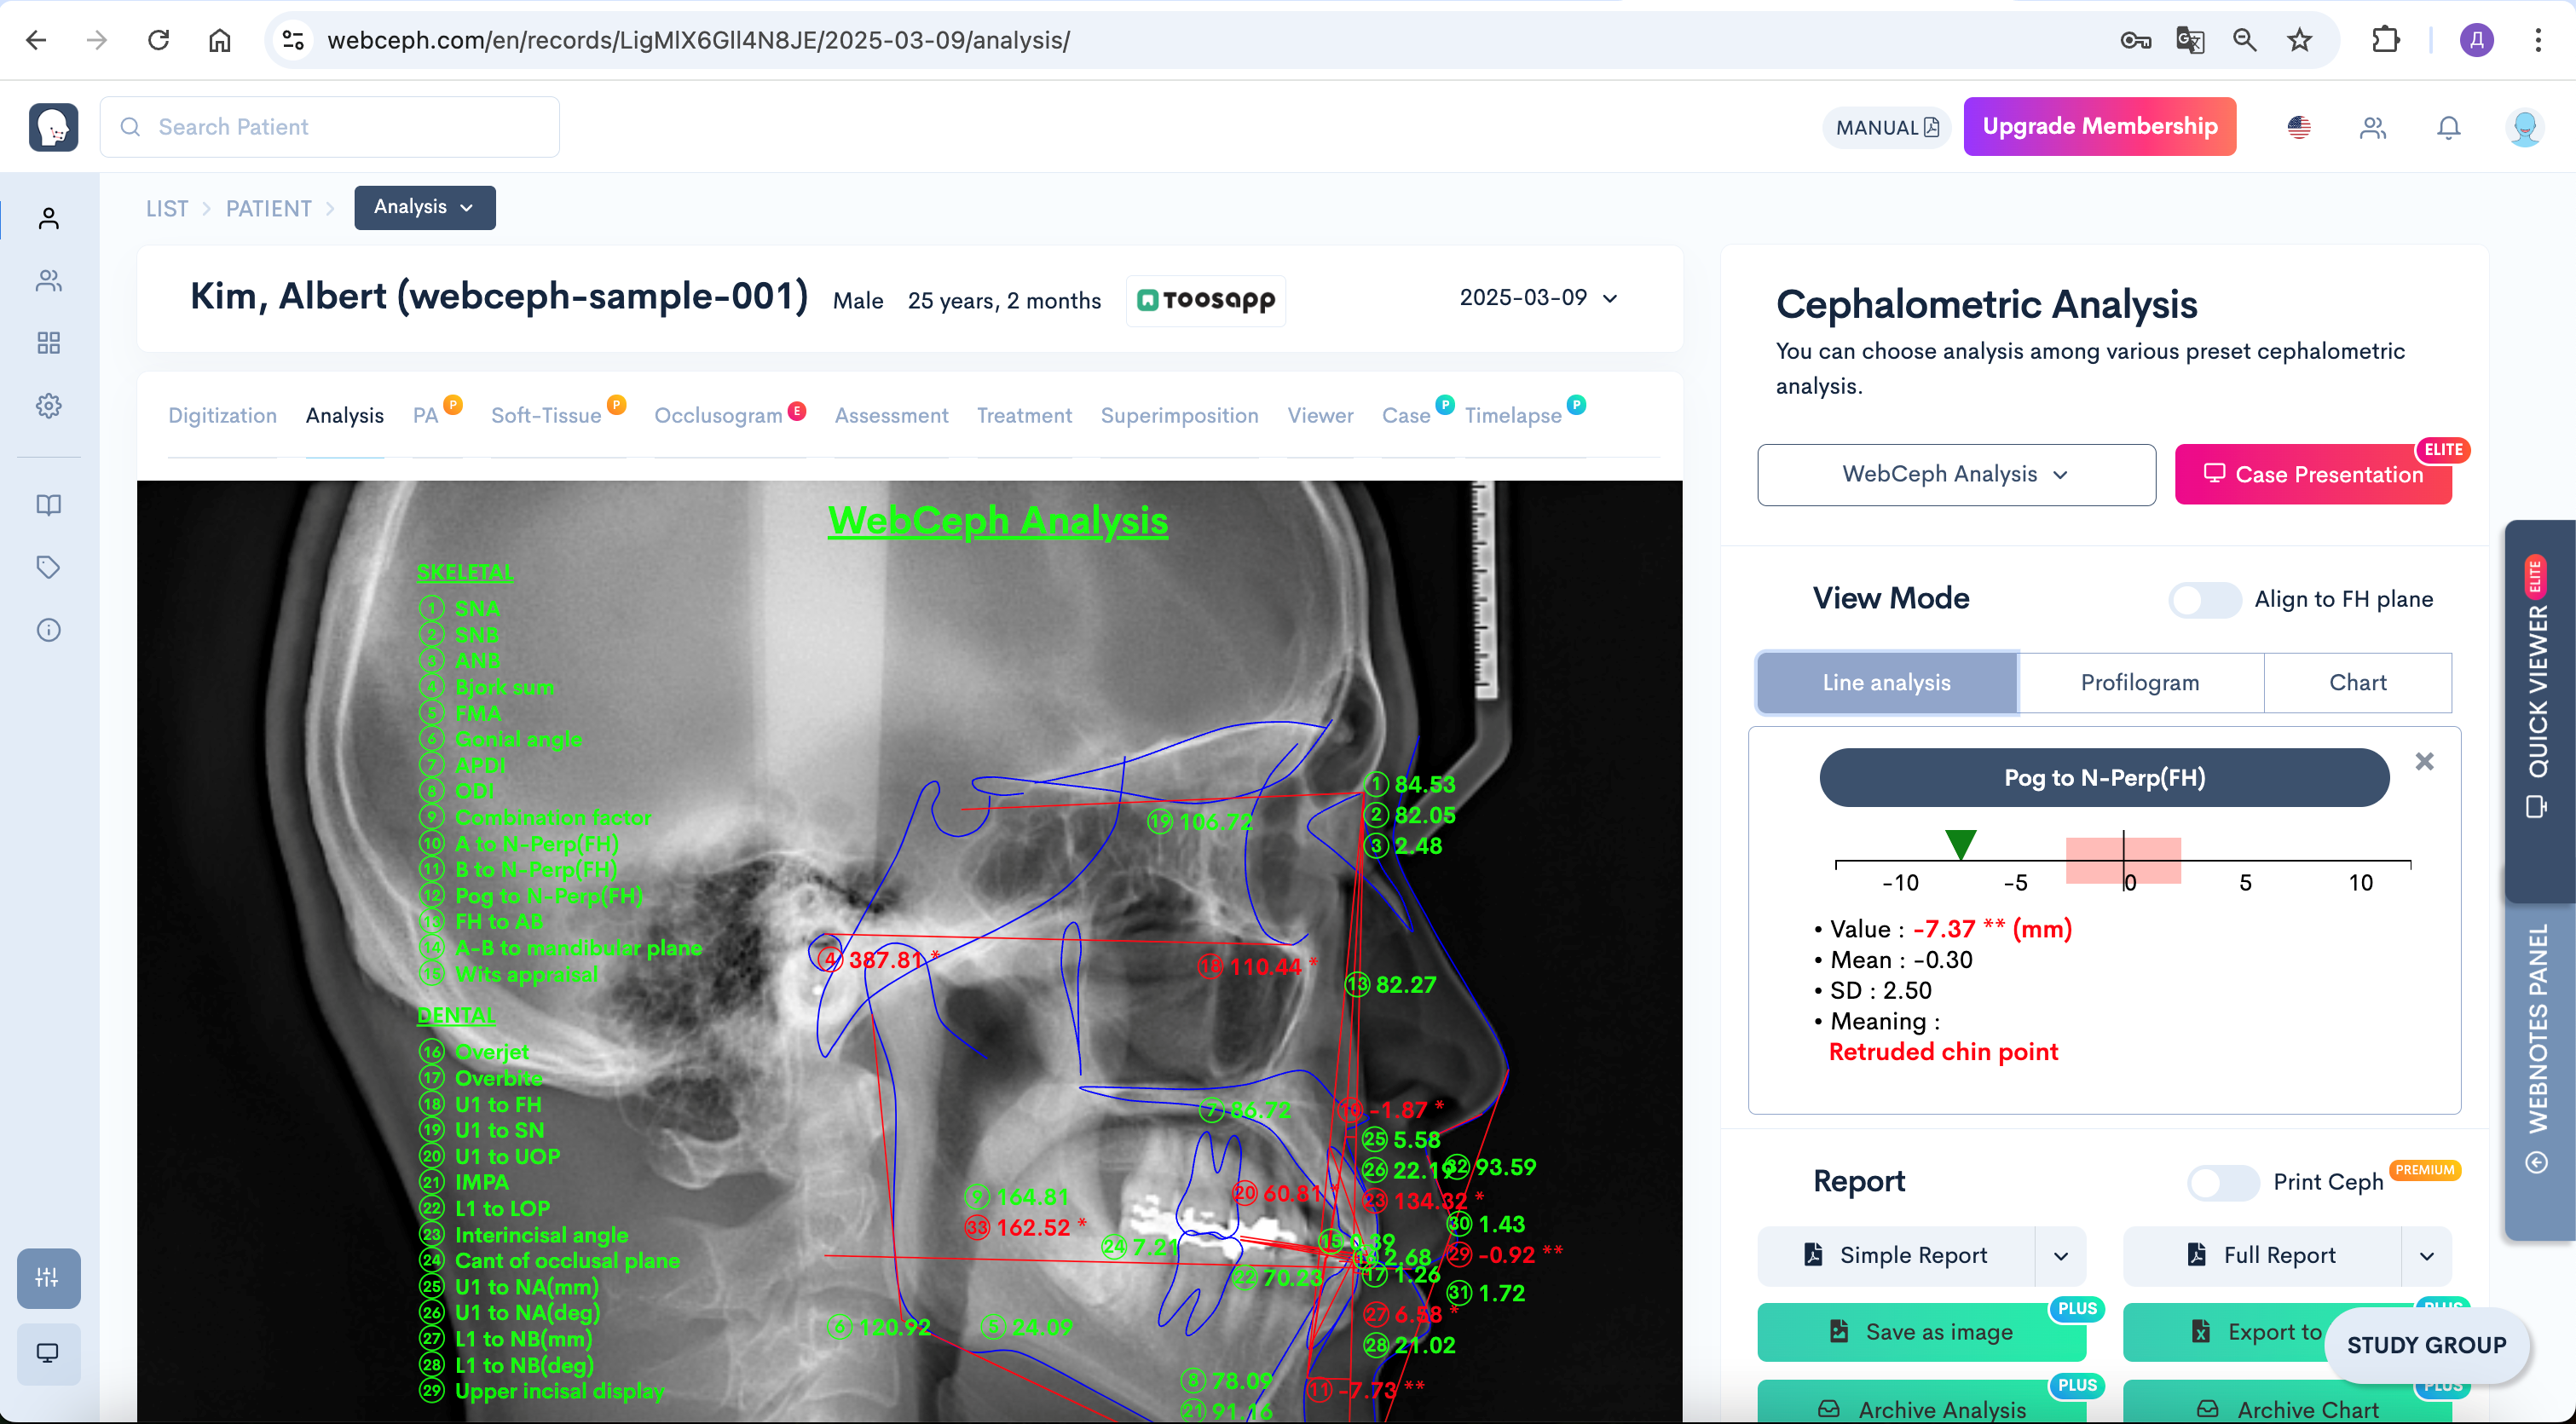 webceph.com/en/records/LigMlX6Gll4N8JE/2025-03-09/analysis/
Д
Search Patient
MANUAL
Upgrade Membership
LIST
PATIENT
Analysis
Kim, Albert (webceph-sample-001)
Male
25 years, 2 months
TOOSAPP
2025-03-09
Digitization
Analysis
PA P
Soft-Tissue P
Occlusogram E
Assessment
Treatment
Superimposition
Viewer
Case P
Timelapse P
WebCeph Analysis
SKELETAL
1 SNA
2 SNB
3 ANB
4 Bjork sum
5 FMA
6 Gonial angle
7 APDI
8 ODI
9 Combination factor
10 A to N-Perp(FH)
11 B to N-Perp(FH)
12 Pog to N-Perp(FH)
13 FH to AB
14 A-B to mandibular plane
15 Wits appraisal
DENTAL
16 Overjet
17 Overbite
18 U1 to FH
19 U1 to SN
20 U1 to UOP
21 IMPA
22 L1 to LOP
23 Interincisal angle
24 Cant of occlusal plane
25 U1 to NA(mm)
26 U1 to NA(deg)
27 L1 to NB(mm)
28 L1 to NB(deg)
29 Upper incisal display
1 84.53
2 82.05
3 2.48
19 106.72
4 387.81 *
18 110.44 *
13 82.27
7 86.72
10 -1.87 *
25 5.58
26 22.19
32 93.59
20 60.81 *
23 134.32 *
9 164.81
33 162.52 *
30 1.43
24 7.21
15 0.39
16 2.68
29 -0.92 **
22 70.23
17 1.26
31 1.72
27 6.58 *
6 120.92
5 24.09
28 21.02
8 78.09
11 -7.73 **
21 91.16
Cephalometric Analysis
You can choose analysis among various preset cephalometric
analysis.
WebCeph Analysis
Case Presentation
ELITE
View Mode
Align to FH plane
Line analysis
Profilogram
Chart
Pog to N-Perp(FH)
-10 -5 0 5 10
• Value : -7.37 ** (mm)
• Mean : -0.30
• SD : 2.50
• Meaning :
Retruded chin point
Report
Print Ceph
PREMIUM
Simple Report
Full Report
Save as image
PLUS
Export to
PLUS
Archive Analysis
PLUS
Archive Chart
PLUS
STUDY GROUP
QUICK VIEWER ELITE
WEBNOTES PANEL